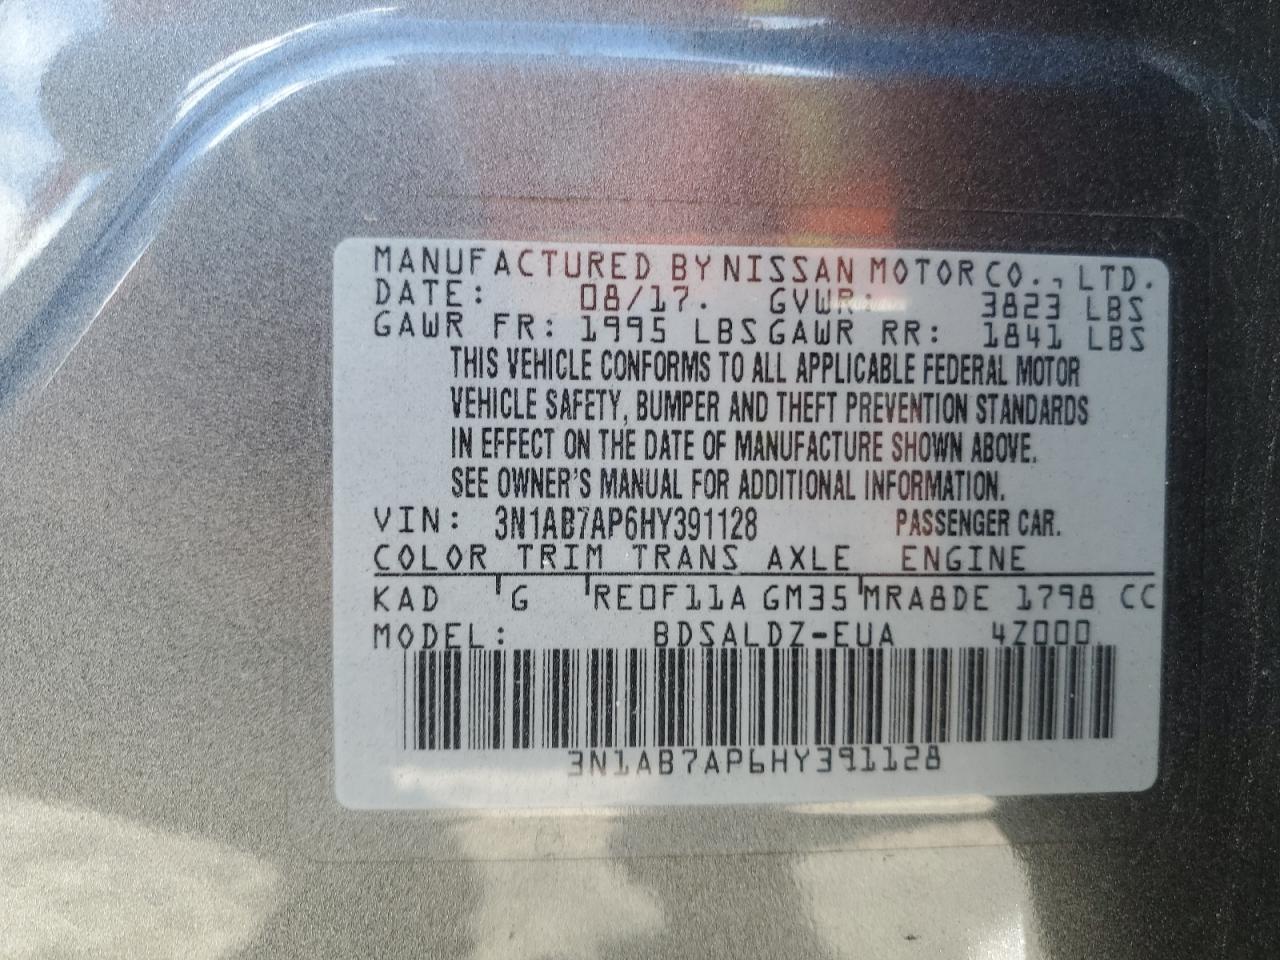 MANUFACTURED BY NISSAN MOTOR CO., LTD.
DATE: 08/17. GVWR: 3823 LBS
GAWR FR: 1995 LBS GAWR RR: 1841 LBS
THIS VEHICLE CONFORMS TO ALL APPLICABLE FEDERAL MOTOR
VEHICLE SAFETY, BUMPER AND THEFT PREVENTION STANDARDS
IN EFFECT ON THE DATE OF MANUFACTURE SHOWN ABOVE.
SEE OWNER'S MANUAL FOR ADDITIONAL INFORMATION.
VIN: 3N1AB7AP6HY391128 PASSENGER CAR.
COLOR TRIM TRANS AXLE ENGINE
KAD G RE0F11A GM35 MRA8DE 1798 CC
MODEL: BDSALDZ-EUA 4Z000
3N1AB7AP6HY391128